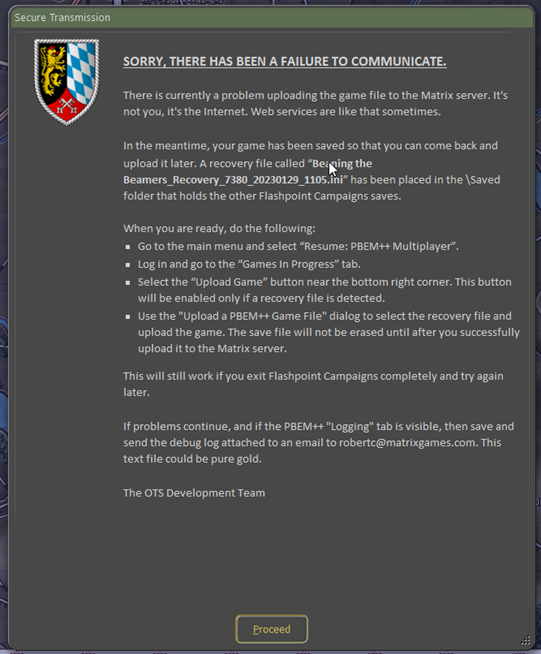 Secure Transmission
SORRY, THERE HAS BEEN A FAILURE TO COMMUNICATE.
There is currently a problem uploading the game file to the Matrix server. It's
not you, it's the Internet. Web services are like that sometimes.
In the meantime, your game has been saved so that you can come back and
upload it later. A recovery file called “Beaning the
Beamers_Recovery_7380_20230129_1105.ini” has been placed in the \Saved
folder that holds the other Flashpoint Campaigns saves.
When you are ready, do the following:
▪ Go to the main menu and select “Resume: PBEM++ Multiplayer”.
▪ Log in and go to the “Games In Progress” tab.
▪ Select the “Upload Game” button near the bottom right corner. This button
will be enabled only if a recovery file is detected.
▪ Use the "Upload a PBEM++ Game File" dialog to select the recovery file and
upload the game. The save file will not be erased until after you successfully
upload it to the Matrix server.
This will still work if you exit Flashpoint Campaigns completely and try again
later.
If problems continue, and if the PBEM++ "Logging" tab is visible, then save and
send the debug log attached to an email to robertc@matrixgames.com. This
text file could be pure gold.
The OTS Development Team
Proceed